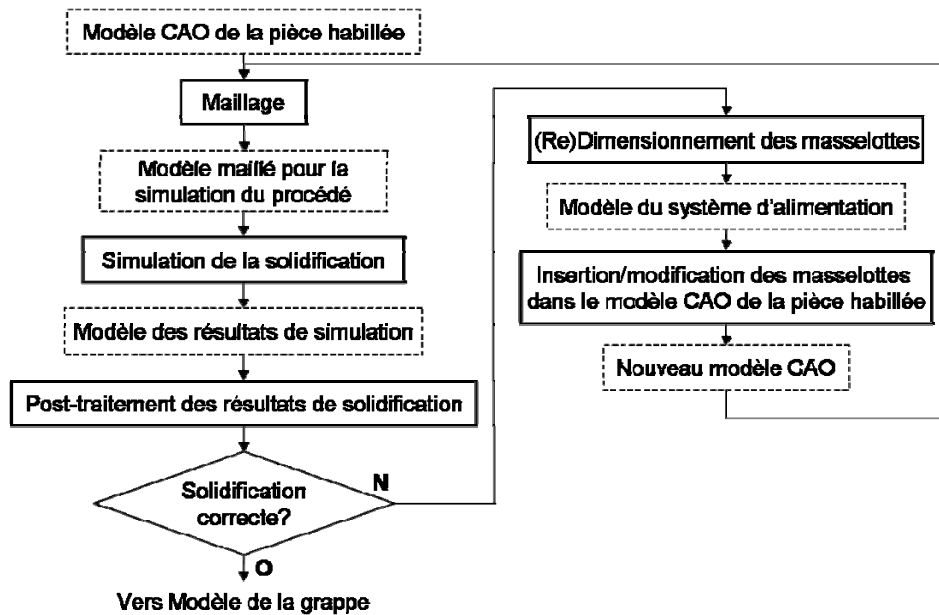 Modèle CAO de la pièce habillée
Maillage
Modèle maillé pour la
simulation du procédé
Simulation de la solidification
Modèle des résultats de simulation
Post-traitement des résultats de solidification
Solidification
correcte?
N
O
Vers Modèle de la grappe
(Re)Dimensionnement des masselottes
Modèle du système d'alimentation
Insertion/modification des masselottes
dans le modèle CAO de la pièce habillée
Nouveau modèle CAO